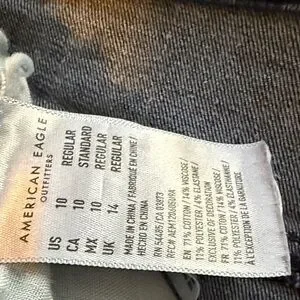 AMERICAN EAGLE
OUTFITTERS
US 10 REGULAR
CA 10 STANDARD
MX 10 REGULAR
UK 14 REGULAR
MADE IN CHINA / FABRIQUÉ EN CHINE /
HECHO EN CHINA
RN 54485/CA 03023
EN 71% COTTON / 14% VISCOSE/
11% POLYESTER / 4% ELASTANE/
EXCLUSIVE OF DECORATION
FR 71% COTON / 14% VISCOSE/
11% POLYESTER / 4% ÉLASTHANNE/
À L'EXCEPTION DE LA GARNITURE